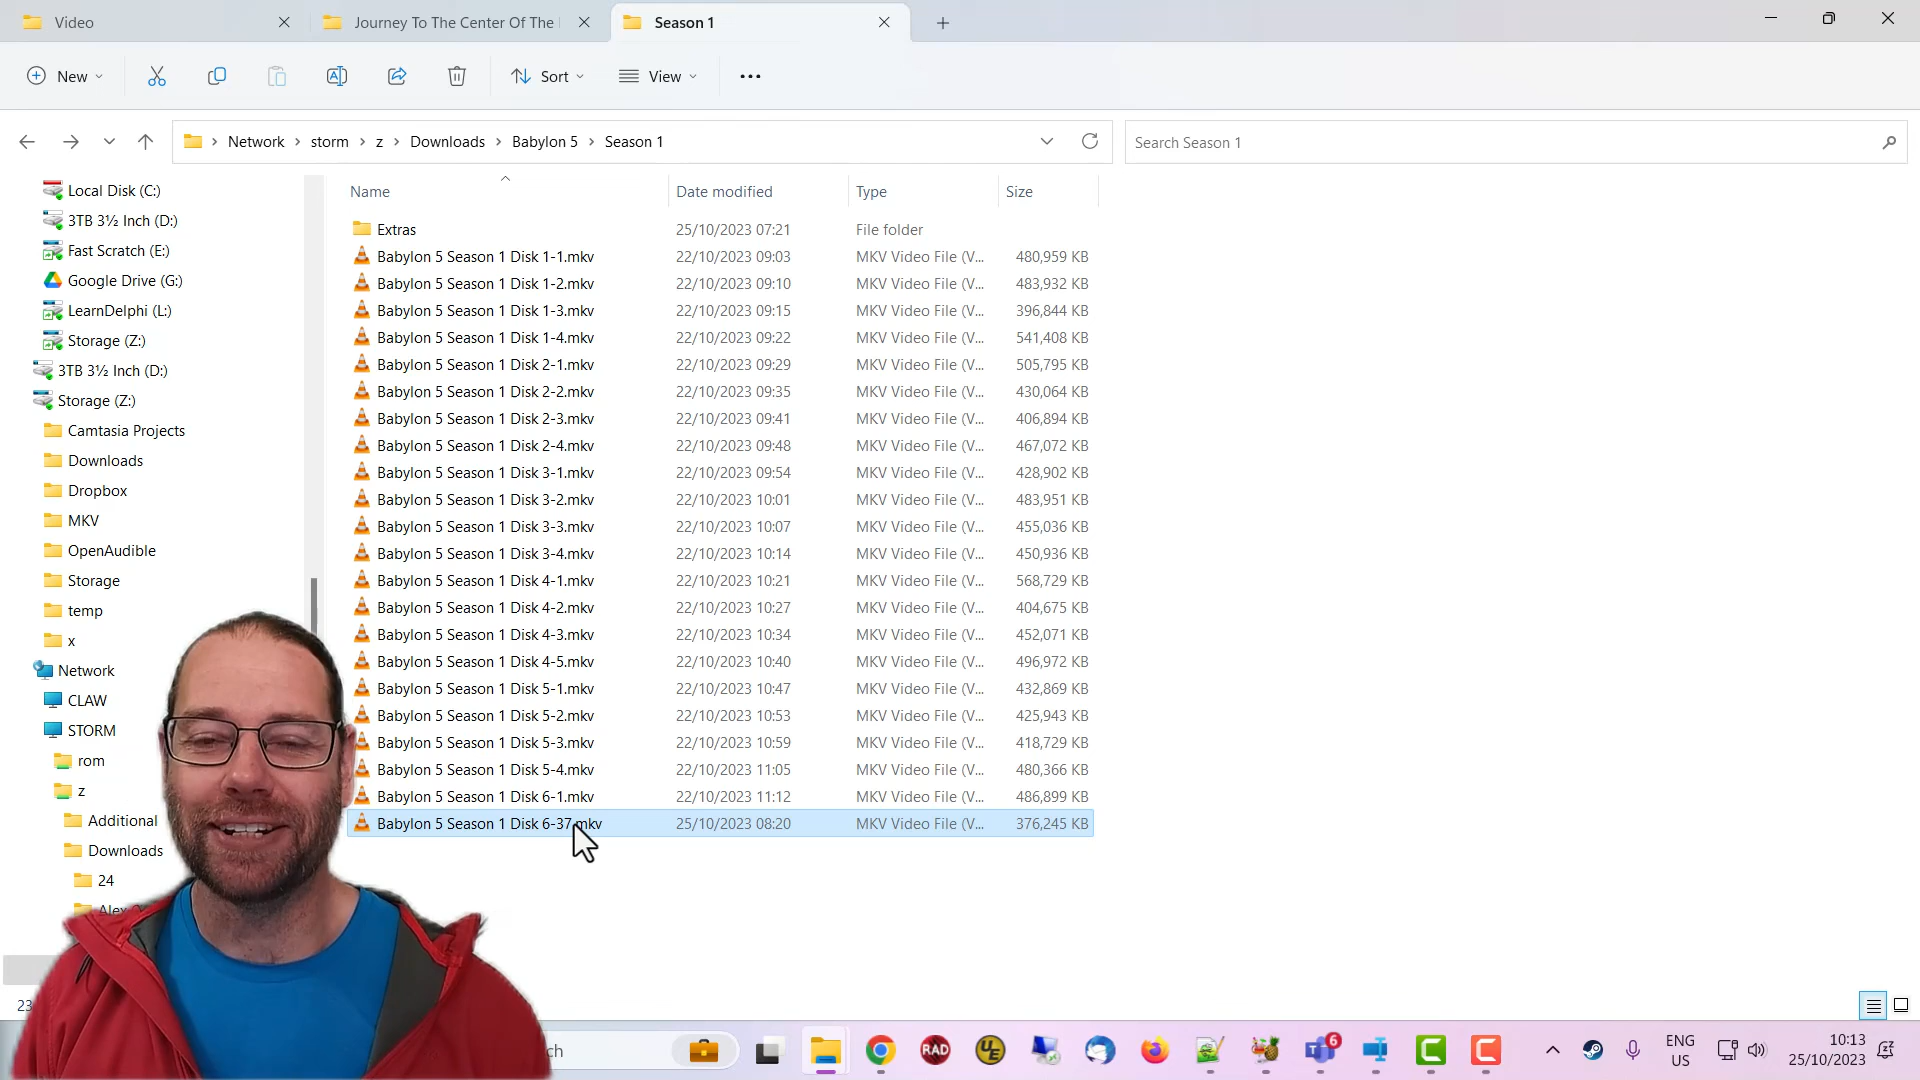 Video
Journey To The Center Of The
Season 1
New
Sort
View
Network > storm > z > Downloads > Babylon 5 > Season 1
Search Season 1
Local Disk (C:)
3TB 3½ Inch (D:)
Fast Scratch (E:)
Google Drive (G:)
LearnDelphi (L:)
Storage (Z:)
3TB 3½ Inch (D:)
Storage (Z:)
Camtasia Projects
Downloads
Dropbox
MKV
OpenAudible
Storage
temp
x
Network
CLAW
STORM
rom
z
Additional
Downloads
24
Alex
23
Name Date modified Type Size
Extras 25/10/2023 07:21 File folder
Babylon 5 Season 1 Disk 1-1.mkv 22/10/2023 09:03 MKV Video File (V... 480,959 KB
Babylon 5 Season 1 Disk 1-2.mkv 22/10/2023 09:10 MKV Video File (V... 483,932 KB
Babylon 5 Season 1 Disk 1-3.mkv 22/10/2023 09:15 MKV Video File (V... 396,844 KB
Babylon 5 Season 1 Disk 1-4.mkv 22/10/2023 09:22 MKV Video File (V... 541,408 KB
Babylon 5 Season 1 Disk 2-1.mkv 22/10/2023 09:29 MKV Video File (V... 505,795 KB
Babylon 5 Season 1 Disk 2-2.mkv 22/10/2023 09:35 MKV Video File (V... 430,064 KB
Babylon 5 Season 1 Disk 2-3.mkv 22/10/2023 09:41 MKV Video File (V... 406,894 KB
Babylon 5 Season 1 Disk 2-4.mkv 22/10/2023 09:48 MKV Video File (V... 467,072 KB
Babylon 5 Season 1 Disk 3-1.mkv 22/10/2023 09:54 MKV Video File (V... 428,902 KB
Babylon 5 Season 1 Disk 3-2.mkv 22/10/2023 10:01 MKV Video File (V... 483,951 KB
Babylon 5 Season 1 Disk 3-3.mkv 22/10/2023 10:07 MKV Video File (V... 455,036 KB
Babylon 5 Season 1 Disk 3-4.mkv 22/10/2023 10:14 MKV Video File (V... 450,936 KB
Babylon 5 Season 1 Disk 4-1.mkv 22/10/2023 10:21 MKV Video File (V... 568,729 KB
Babylon 5 Season 1 Disk 4-2.mkv 22/10/2023 10:27 MKV Video File (V... 404,675 KB
Babylon 5 Season 1 Disk 4-3.mkv 22/10/2023 10:34 MKV Video File (V... 452,071 KB
Babylon 5 Season 1 Disk 4-5.mkv 22/10/2023 10:40 MKV Video File (V... 496,972 KB
Babylon 5 Season 1 Disk 5-1.mkv 22/10/2023 10:47 MKV Video File (V... 432,869 KB
Babylon 5 Season 1 Disk 5-2.mkv 22/10/2023 10:53 MKV Video File (V... 425,943 KB
Babylon 5 Season 1 Disk 5-3.mkv 22/10/2023 10:59 MKV Video File (V... 418,729 KB
Babylon 5 Season 1 Disk 5-4.mkv 22/10/2023 11:05 MKV Video File (V... 480,366 KB
Babylon 5 Season 1 Disk 6-1.mkv 22/10/2023 11:12 MKV Video File (V... 486,899 KB
Babylon 5 Season 1 Disk 6-37.mkv 25/10/2023 08:20 MKV Video File (V... 376,245 KB
ch
RAD
UE
6
ENG
US
10:13
25/10/2023